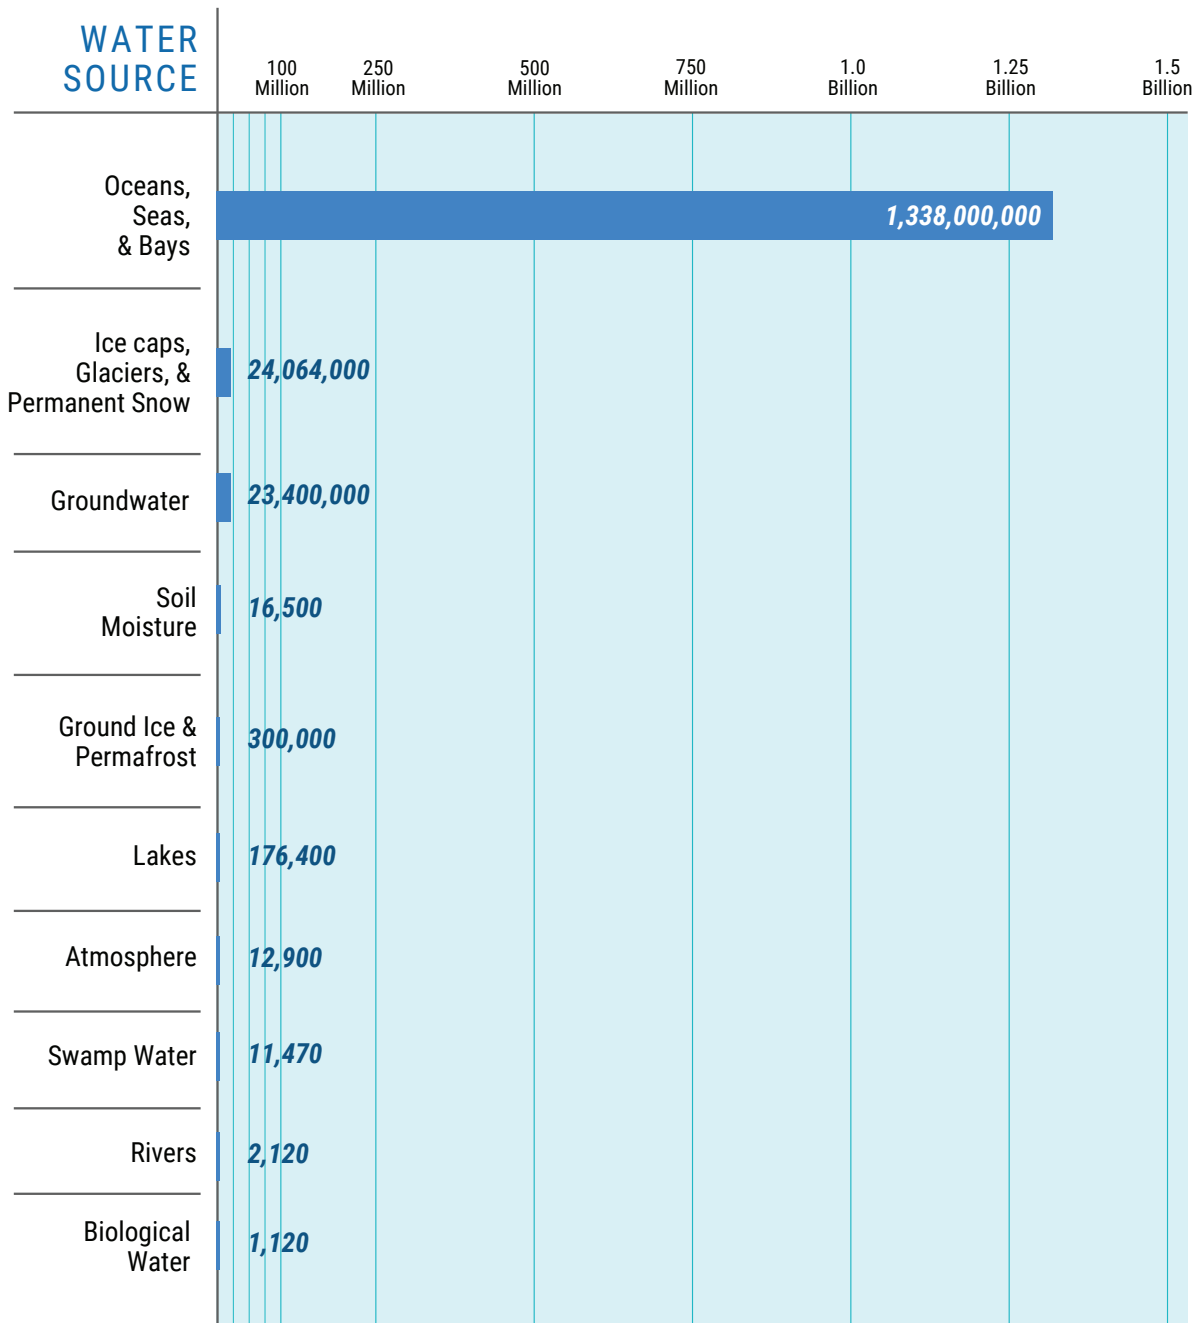 WATER
SOURCE
100
Million
250
Million
500
Million
750
Million
1.0
Billion
1.25
Billion
1.5
Billion
Oceans,
Seas,
& Bays
1,338,000,000
Ice caps,
Glaciers, &
Permanent Snow
24,064,000
Groundwater
23,400,000
Soil
Moisture
16,500
Ground Ice &
Permafrost
300,000
Lakes
176,400
Atmosphere
12,900
Swamp Water
11,470
Rivers
2,120
Biological
Water
1,120